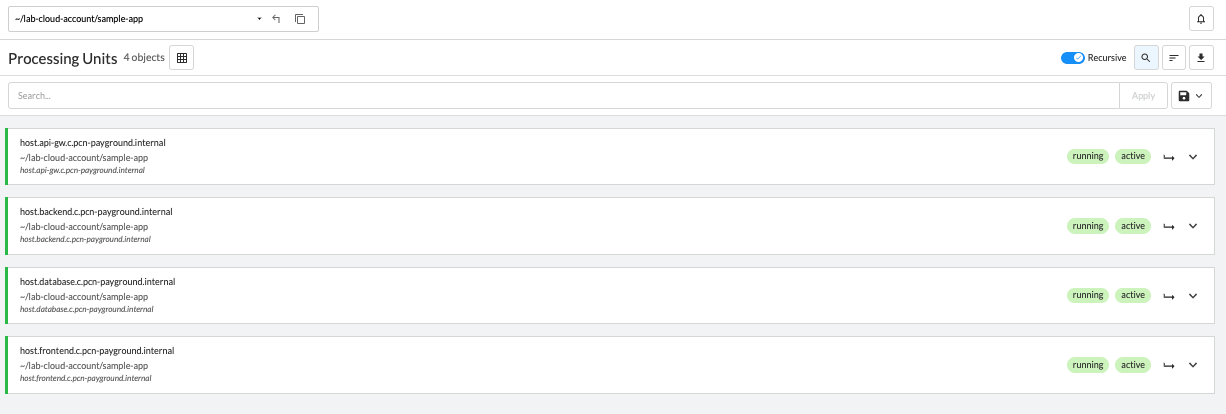 ~/lab-cloud-account/sample-app
Processing Units 4 objects
Recursive
Search...
Apply
host.api-gw.c.pcn-payground.internal
~/lab-cloud-account/sample-app
host.api-gw.c.pcn-payground.internal
running active
host.backend.c.pcn-payground.internal
~/lab-cloud-account/sample-app
host.backend.c.pcn-payground.internal
running active
host.database.c.pcn-payground.internal
~/lab-cloud-account/sample-app
host.database.c.pcn-payground.internal
running active
host.frontend.c.pcn-payground.internal
~/lab-cloud-account/sample-app
host.frontend.c.pcn-payground.internal
running active